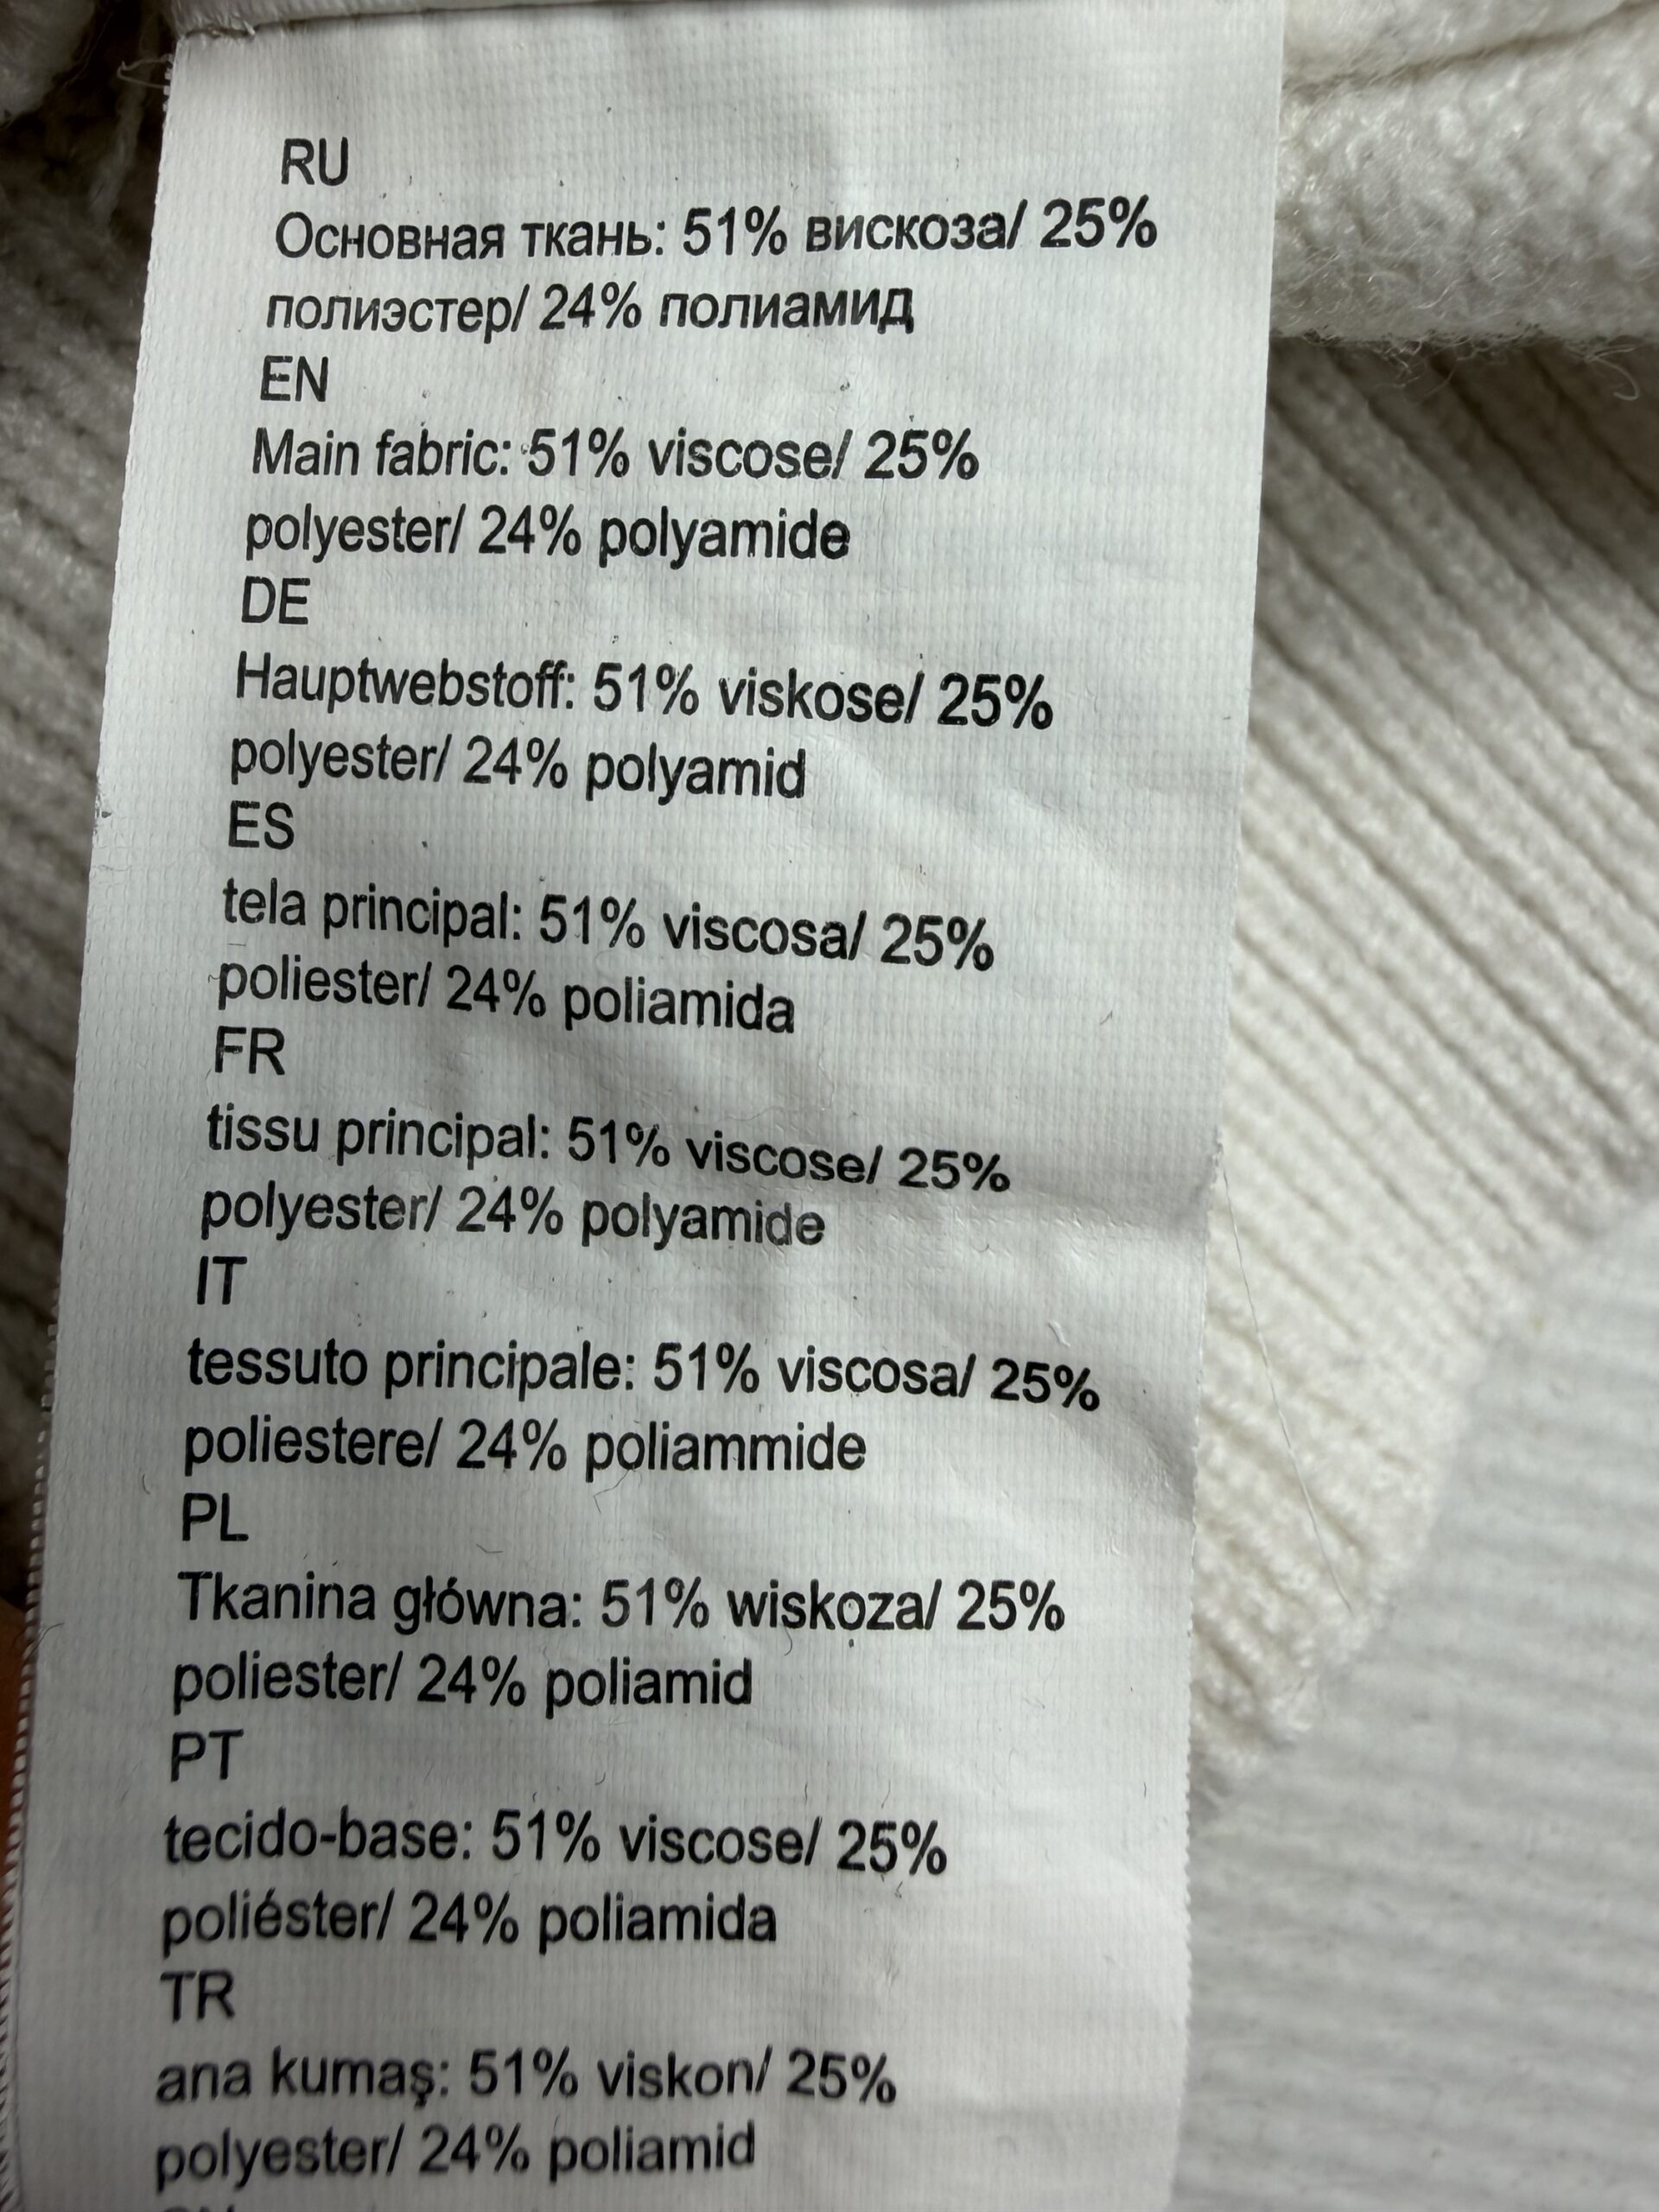 RU
Основная ткань: 51% вискоза/ 25%
полиэстер/ 24% полиамид
EN
Main fabric: 51% viscose/ 25%
polyester/ 24% polyamide
DE
Hauptwebstoff: 51% viskose/ 25%
polyester/ 24% polyamid
ES
tela principal: 51% viscosa/ 25%
poliester/ 24% poliamida
FR
tissu principal: 51% viscose/ 25%
polyester/ 24% polyamide
IT
tessuto principale: 51% viscosa/ 25%
poliestere/ 24% poliammide
PL
Tkanina główna: 51% wiskoza/ 25%
poliester/ 24% poliamid
PT
tecido-base: 51% viscose/ 25%
poliéster/ 24% poliamida
TR
ana kumaş: 51% viskon/ 25%
polyester/ 24% poliamid